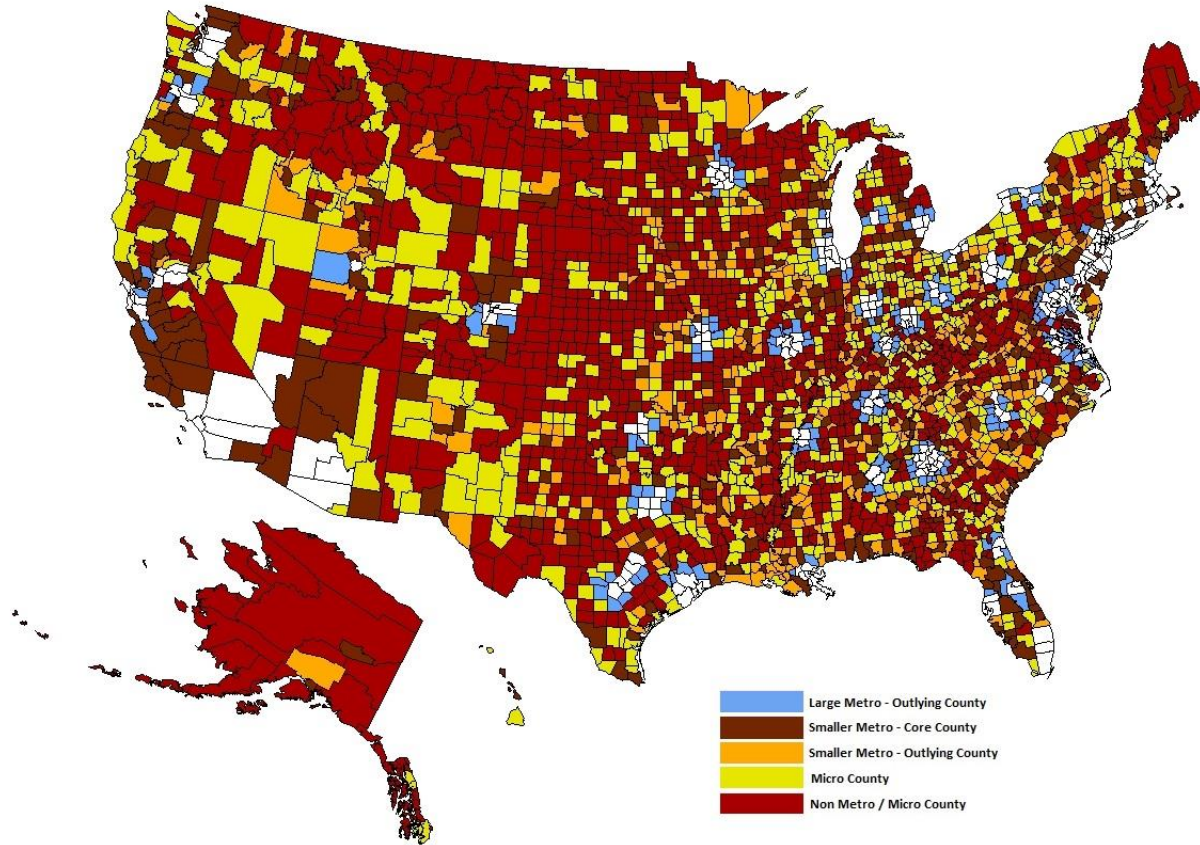 Large Metro - Outlying County
Smaller Metro - Core County
Smaller Metro - Outlying County
Micro County
Non Metro / Micro County